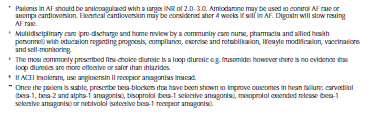 * Patients in AF should be anticoagulated with a target INR of 2.0–3.0. Amiodarone may be used to control AF rate or
attempt cardioversion. Electrical cardioversion may be considered after 4 weeks if still in AF. Digoxin will slow resting
AF rate.
† Multidisciplinary care (pre-discharge and home review by a community care nurse, pharmacist and allied health
personnel) with education regarding prognosis, compliance, exercise and rehabilitation, lifestyle modification, vaccinations
and self-monitoring.
‡ The most commonly prescribed first-choice diuretic is a loop diuretic e.g. frusemide; however there is no evidence that
loop diuretics are more effective or safer than thiazides.
If ACEI intolerant, use angiotensin II receptor antagonists instead.
** Once the patient is stable, prescribe beta-blockers that have been shown to improve outcomes in heart failure: carvedilol
(beta-1, beta-2 and alpha-1 antagonist), bisoprolol (beta-1 selective antagonist), metoprolol extended release (beta-1
selective antagonist) or nebivolol (selective beta-1 receptor antagonist).